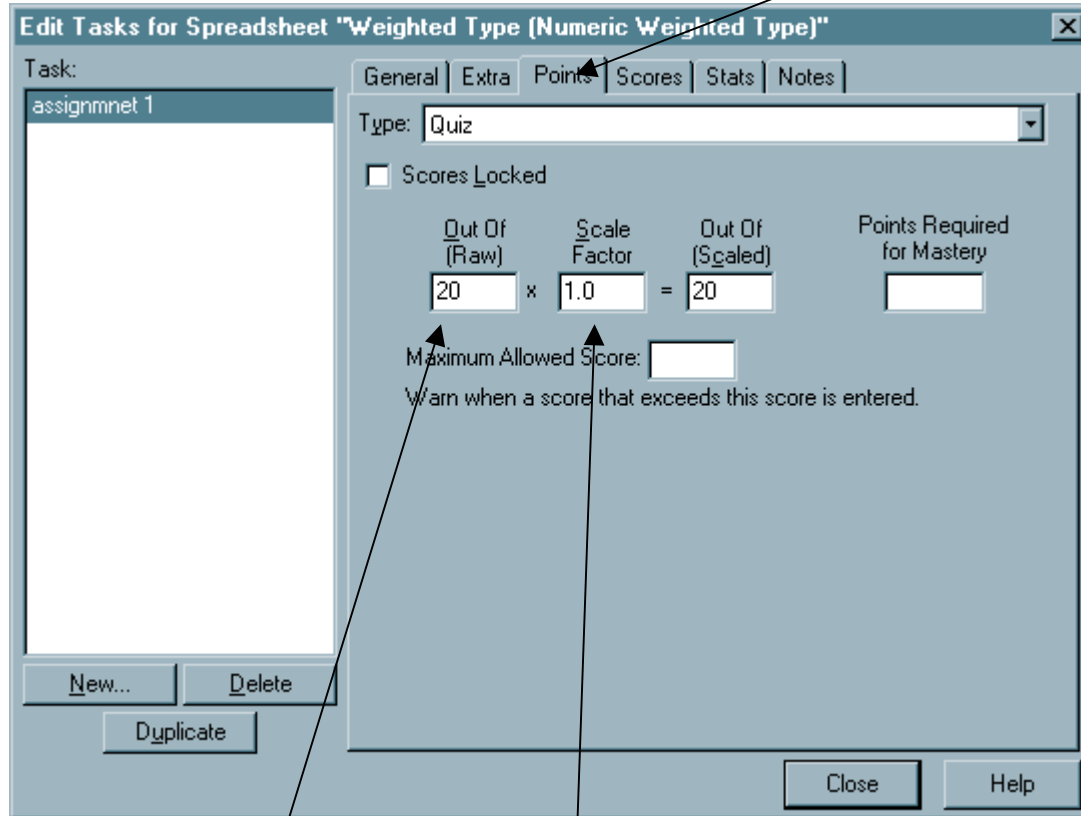 Edit Tasks for Spreadsheet "Weighted Type (Numeric Weighted Type)"
Task:
assignmnet 1
General Extra Points Scores Stats Notes
Type: Quiz
Scores Locked
Out Of Scale Out Of Points Required
(Raw) Factor (Scaled) for Mastery
20 x 1.0 = 20
Maximum Allowed Score:
Warn when a score that exceeds this score is entered.
New... Delete
Duplicate
Close Help